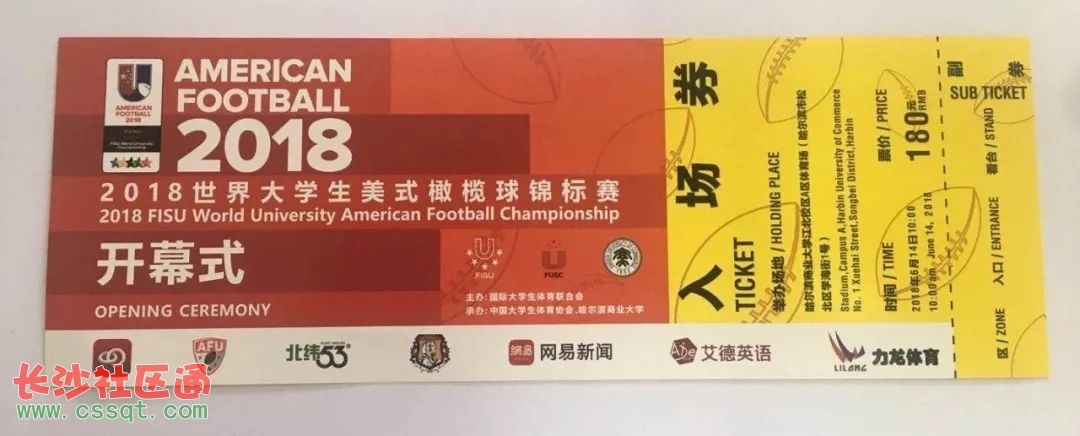 AMERICAN
FOOTBALL
2018
AMERICAN
FOOTBALL
2018
2018世界大学生美式橄榄球锦标赛
2018 FISU World University American Football Championship
开幕式
OPENING CEREMONY
FISU
FUSC
主办：国际大学生体育联合会
承办：中国大学生体育协会、哈尔滨商业大学
AFU
北纬53°
网易新闻
Ade
艾德英语
LILONG
力龙体育
入场券
TICKET
举办场地 / HOLDING PLACE
哈尔滨商业大学江北校区A区体育场（哈尔滨市松
北区学海街1号）
Stadium,Campus A,Harbin University of Commerce
No. 1 Xuehai Street,Songbei District,Harbin
时间 / TIME
2018年6月14日10:00
10:00 am, June 14, 2018
票价 / PRICE
180元
RMB
副券
SUB TICKET
区 / ZONE
入口 / ENTRANCE
看台 / STAND
长沙社区通
www.cssqt.com